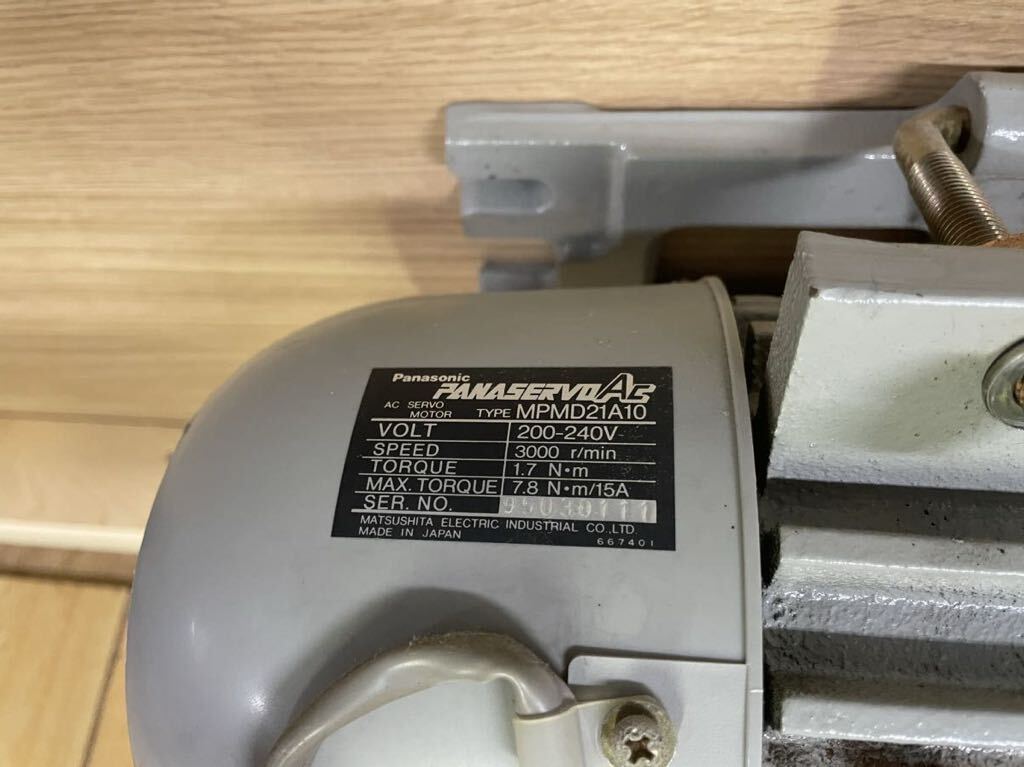 Panasonic PANASERVO AC
AC SERVO MOTOR TYPE MPMD21A10
VOLT 200-240V
SPEED 3000 r/min
TORQUE 1.7 N·m
MAX. TORQUE 7.8 N·m/15A
SER. NO. 95030111
MATSUSHITA ELECTRIC INDUSTRIAL CO.,LTD.
MADE IN JAPAN 667401